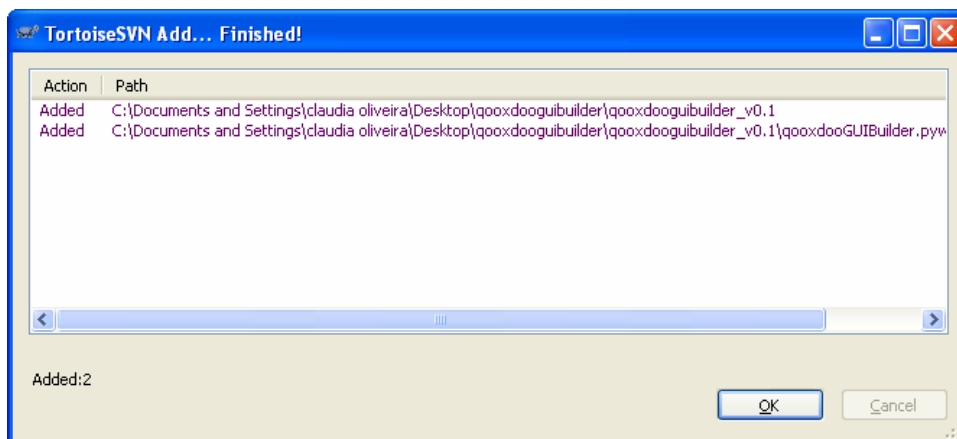 TortoiseSVN Add... Finished!
Action Path
Added C:\Documents and Settings\claudia oliveira\Desktop\qooxdooguibuilder\qooxdooguibuilder_v0.1
Added C:\Documents and Settings\claudia oliveira\Desktop\qooxdooguibuilder\qooxdooguibuilder_v0.1\qooxdooGUIBuilder.pyw
Added:2
OK Cancel